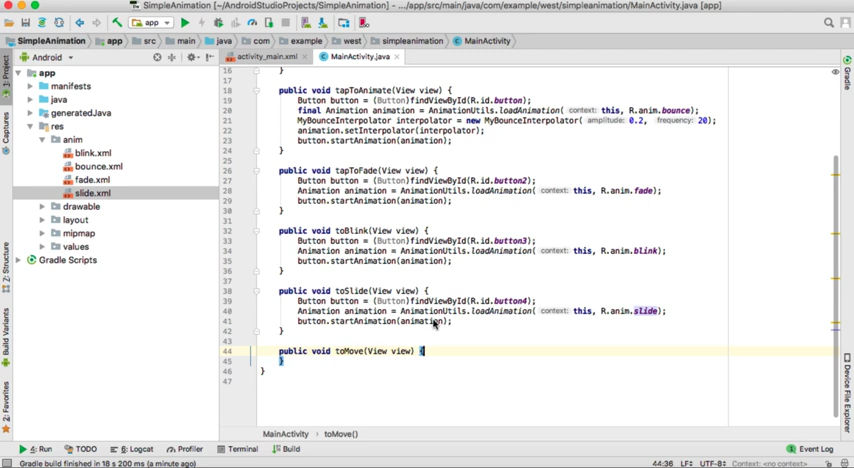 SimpleAnimation [~/AndroidStudioProjects/SimpleAnimation] - .../app/src/main/java/com/example/west/simpleanimation/MainActivity.java [app]
app
SimpleAnimation app src main java com example west simpleanimation MainActivity
Android
activity_main.xml
MainActivity.java
1: Project
Captures
Z: Structure
Build Variants
2: Favorites
Gradle
Device File Explorer
app
manifests
java
generatedJava
res
anim
blink.xml
bounce.xml
fade.xml
slide.xml
drawable
layout
mipmap
values
Gradle Scripts
16 }
17
18 public void tapToAnimate(View view) {
19 Button button = (Button)findViewById(R.id.button);
20 final Animation animation = AnimationUtils.loadAnimation( context: this, R.anim.bounce);
21 MyBounceInterpolator interpolator = new MyBounceInterpolator( amplitude: 0.2, frequency: 20);
22 animation.setInterpolator(interpolator);
23 button.startAnimation(animation);
24 }
25
26 public void tapToFade(View view) {
27 Button button = (Button)findViewById(R.id.button2);
28 Animation animation = AnimationUtils.loadAnimation( context: this, R.anim.fade);
29 button.startAnimation(animation);
30 }
31
32 public void toBlink(View view) {
33 Button button = (Button)findViewById(R.id.button3);
34 Animation animation = AnimationUtils.loadAnimation( context: this, R.anim.blink);
35 button.startAnimation(animation);
36 }
37
38 public void toSlide(View view) {
39 Button button = (Button)findViewById(R.id.button4);
40 Animation animation = AnimationUtils.loadAnimation( context: this, R.anim.slide);
41 button.startAnimation(animation);
42 }
43
44 public void toMove(View view) {
45 }
46 }
47
MainActivity toMove()
4: Run TODO 6: Logcat Profiler Terminal Build Event Log
Gradle build finished in 18 s 200 ms (a minute ago) 44:36 LF÷ UTF-8÷ Context: <no context>